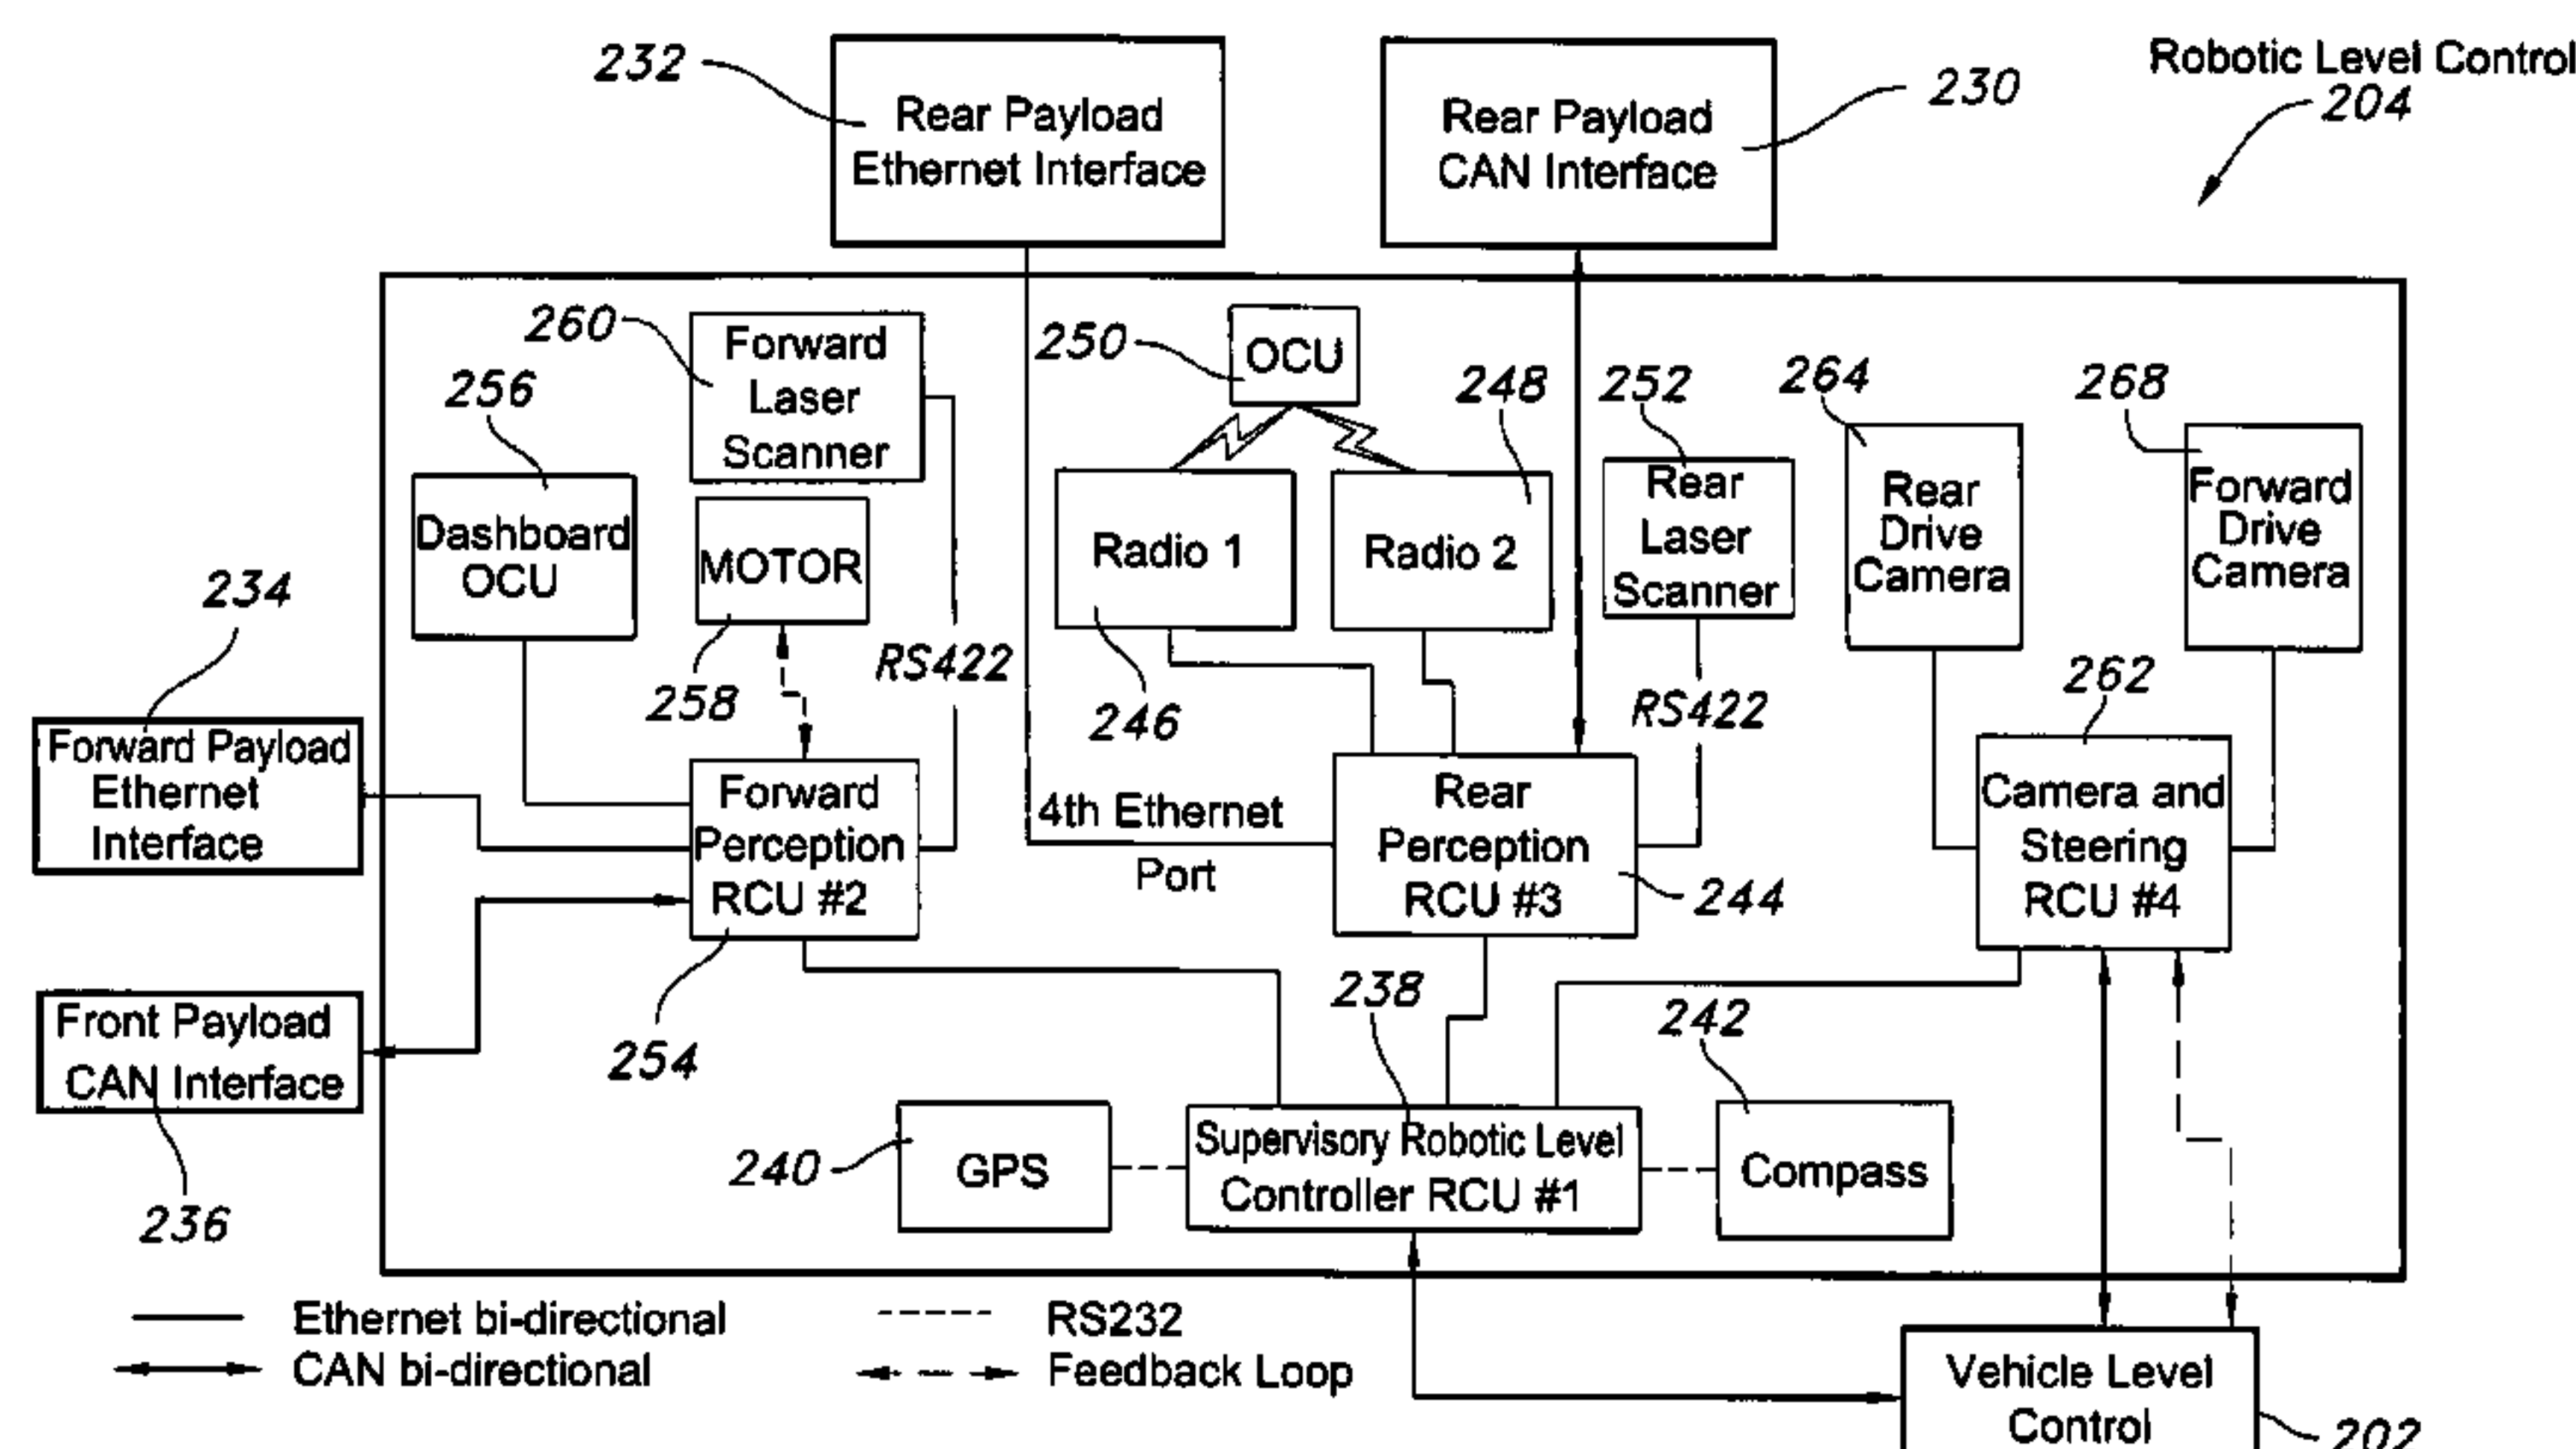 232
Rear Payload
Ethernet Interface
Rear Payload
CAN Interface
230
Robotic Level Control
204
260
Forward
Laser
Scanner
250
OCU
248
252
Rear
Laser
Scanner
264
Rear
Drive
Camera
268
Forward
Drive
Camera
256
Dashboard
OCU
MOTOR
258
RS422
Radio 1
246
Radio 2
RS422
262
234
Forward Payload
Ethernet
Interface
Forward
Perception
RCU #2
254
4th Ethernet
Port
Rear
Perception
RCU #3
244
Camera and
Steering
RCU #4
Front Payload
CAN Interface
236
238
242
240
GPS
Supervisory Robotic Level
Controller RCU #1
Compass
Ethernet bi-directional
CAN bi-directional
RS232
Feedback Loop
Vehicle Level
Control
202